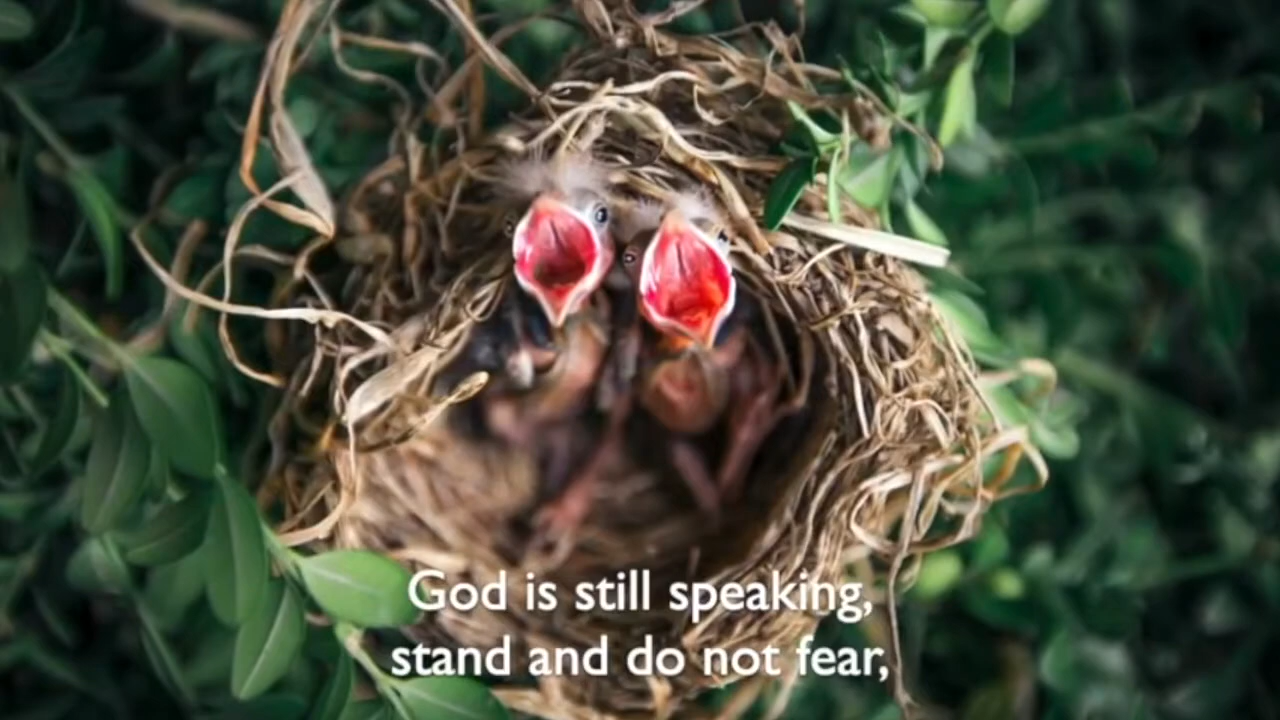 God is still speaking,
stand and do not fear,